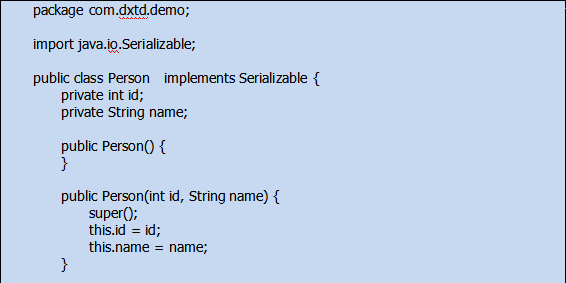 package com.dxtd.demo;
import java.io.Serializable;
public class Person implements Serializable {
private int id;
private String name;
public Person() {
}
public Person(int id, String name) {
super();
this.id = id;
this.name = name;
}